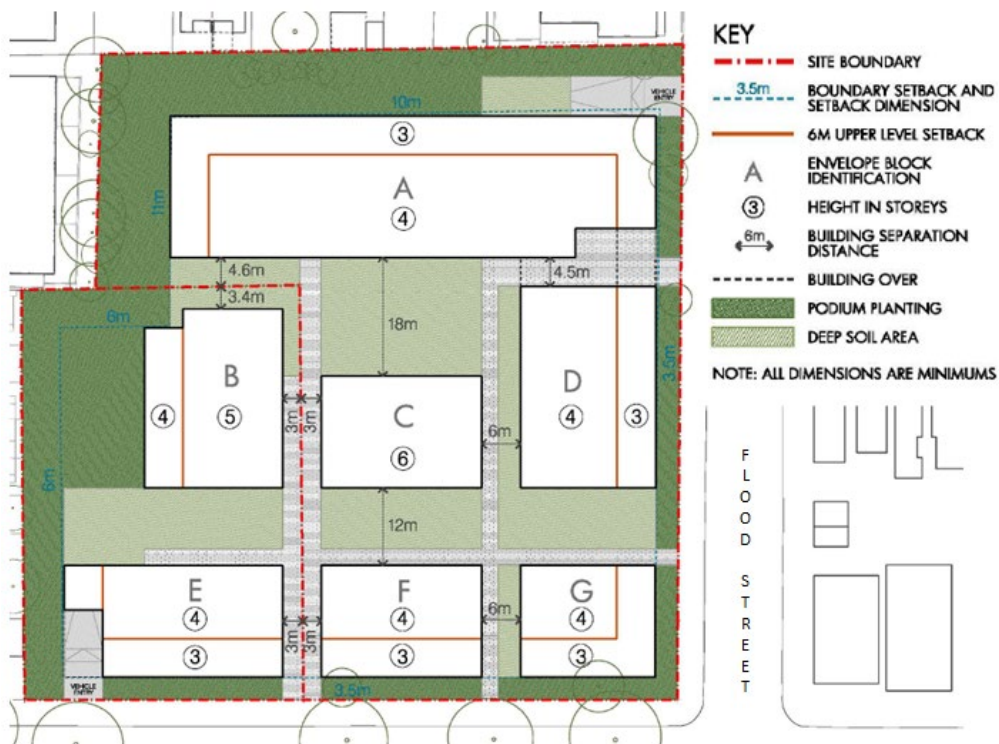 KEY
SITE BOUNDARY
3.5m
BOUNDARY SETBACK AND
SETBACK DIMENSION
6M UPPER LEVEL SETBACK
A
ENVELOPE BLOCK
IDENTIFICATION
3
HEIGHT IN STOREYS
6m
BUILDING SEPARATION
DISTANCE
BUILDING OVER
PODIUM PLANTING
DEEP SOIL AREA
NOTE: ALL DIMENSIONS ARE MINIMUMS
VEHICLE
ENTRY
10m
3
A
4
11m
4.6m
3.4m
4.5m
18m
6m
B
4
5
3m
3m
C
6
6m
D
4
3
3.5m
6m
12m
E
4
3
3m
3m
F
4
3
6m
G
4
3
VEHICLE
ENTRY
3.5m
FLOOD
STREET